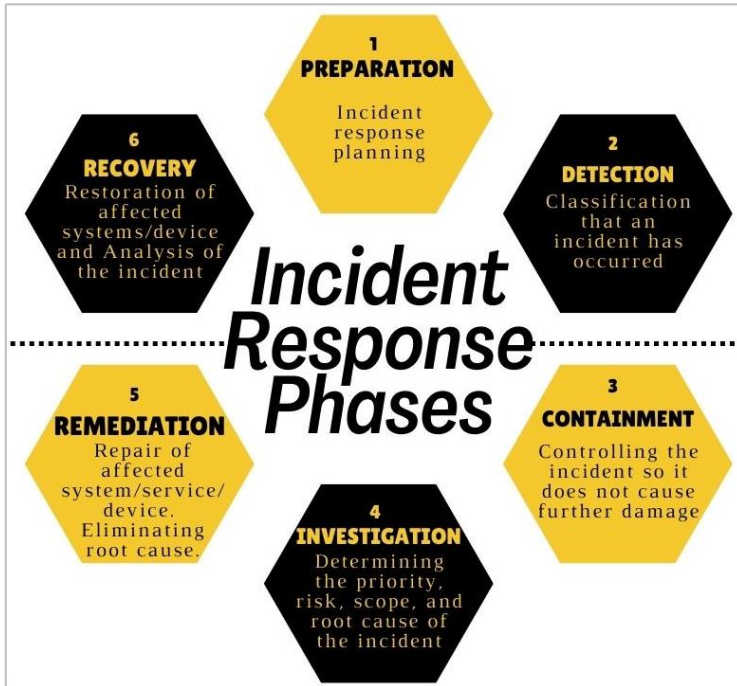 1
PREPARATION
Incident
response
planning
2
DETECTION
Classification
that an
incident has
occurred
3
CONTAINMENT
Controlling the
incident so it
does not cause
further damage
4
INVESTIGATION
Determining
the priority,
risk, scope, and
root cause of
the incident
5
REMEDIATION
Repair of
affected
system/service/
device.
Eliminating
root cause.
6
RECOVERY
Restoration of
affected
systems/device
and Analysis of
the incident
Incident
Response
Phases